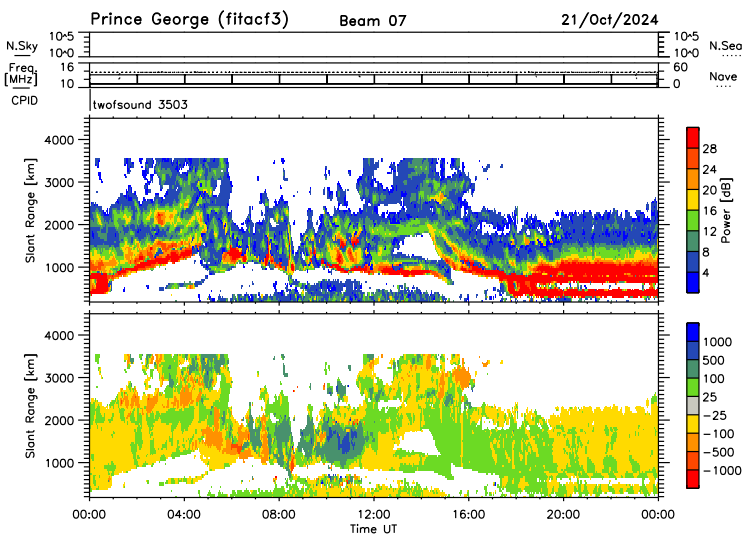 Prince George (fitacf3) Beam 07 21/Oct/2024
N.Sky 10^5 10^0 10^5 10^0 N.Sea
Freq [MHz] 16 10 60 0 Nave
CPID twofsound 3503
Slant Range [km] 4000 3000 2000 1000
28 24 20 16 12 8 4 Power [dB]
Slant Range [km] 4000 3000 2000 1000
1000 500 100 25 −25 −100 −500 −1000
00:00 04:00 08:00 12:00 16:00 20:00 00:00
Time UT